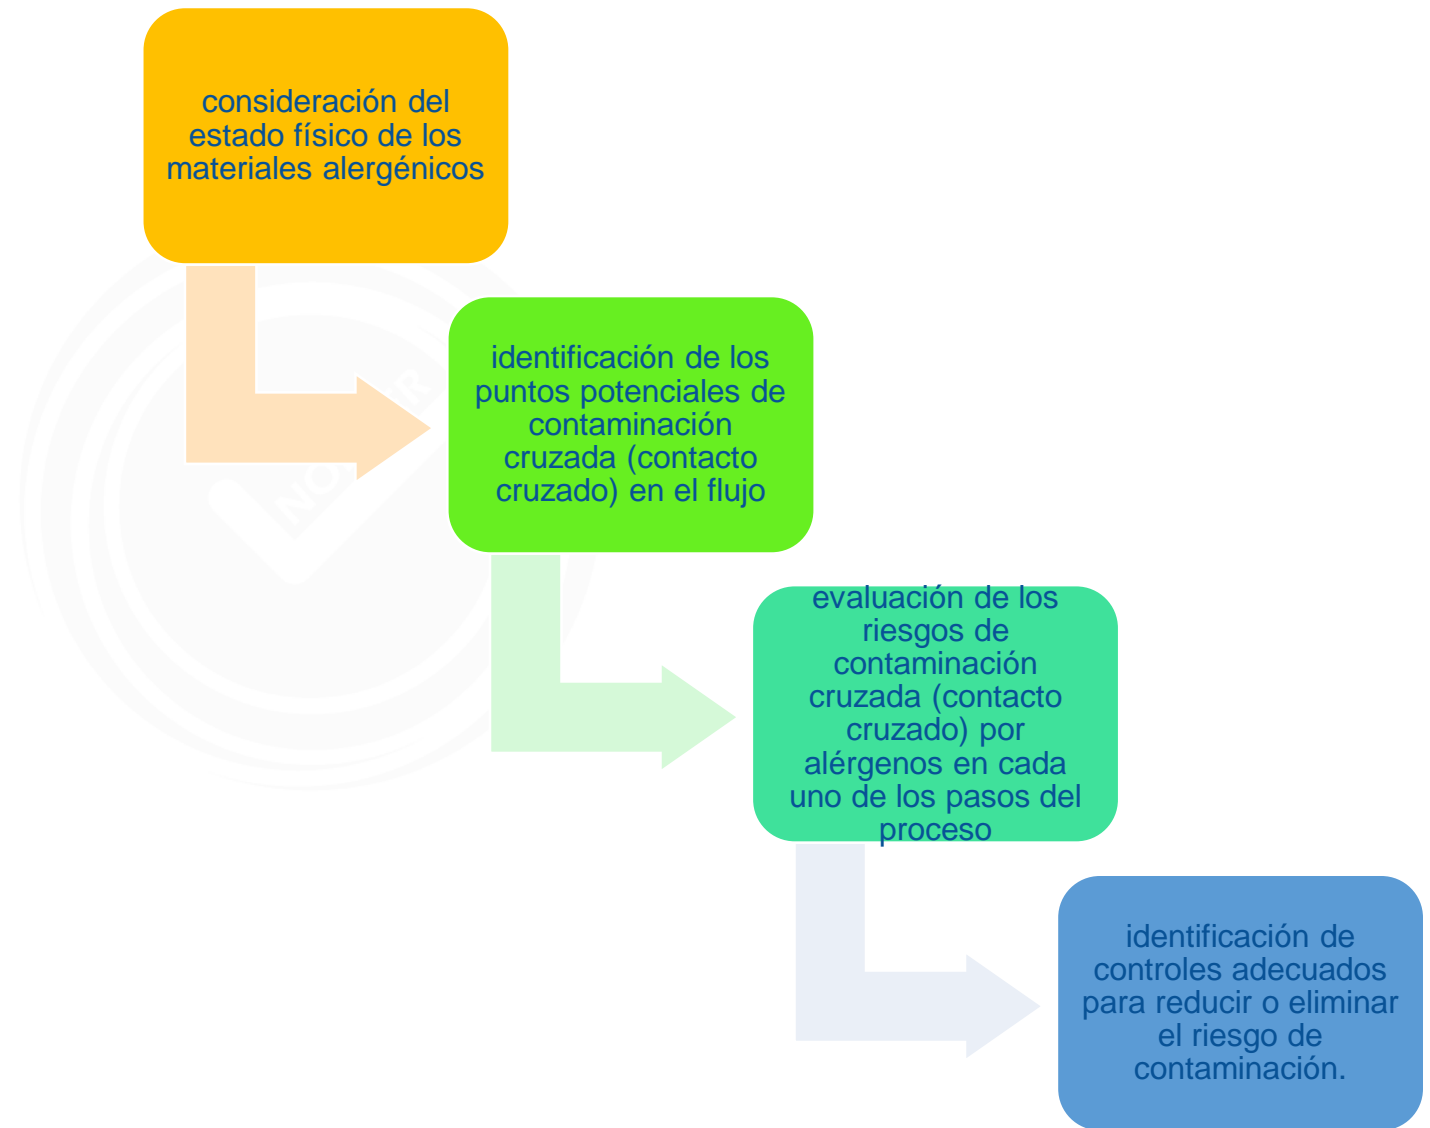 consideración del
estado físico de los
materiales alergénicos
identificación de los
puntos potenciales de
contaminación
cruzada (contacto
cruzado) en el flujo
evaluación de los
riesgos de
contaminación
cruzada (contacto
cruzado) por
alérgenos en cada
uno de los pasos del
proceso
identificación de
controles adecuados
para reducir o eliminar
el riesgo de
contaminación.